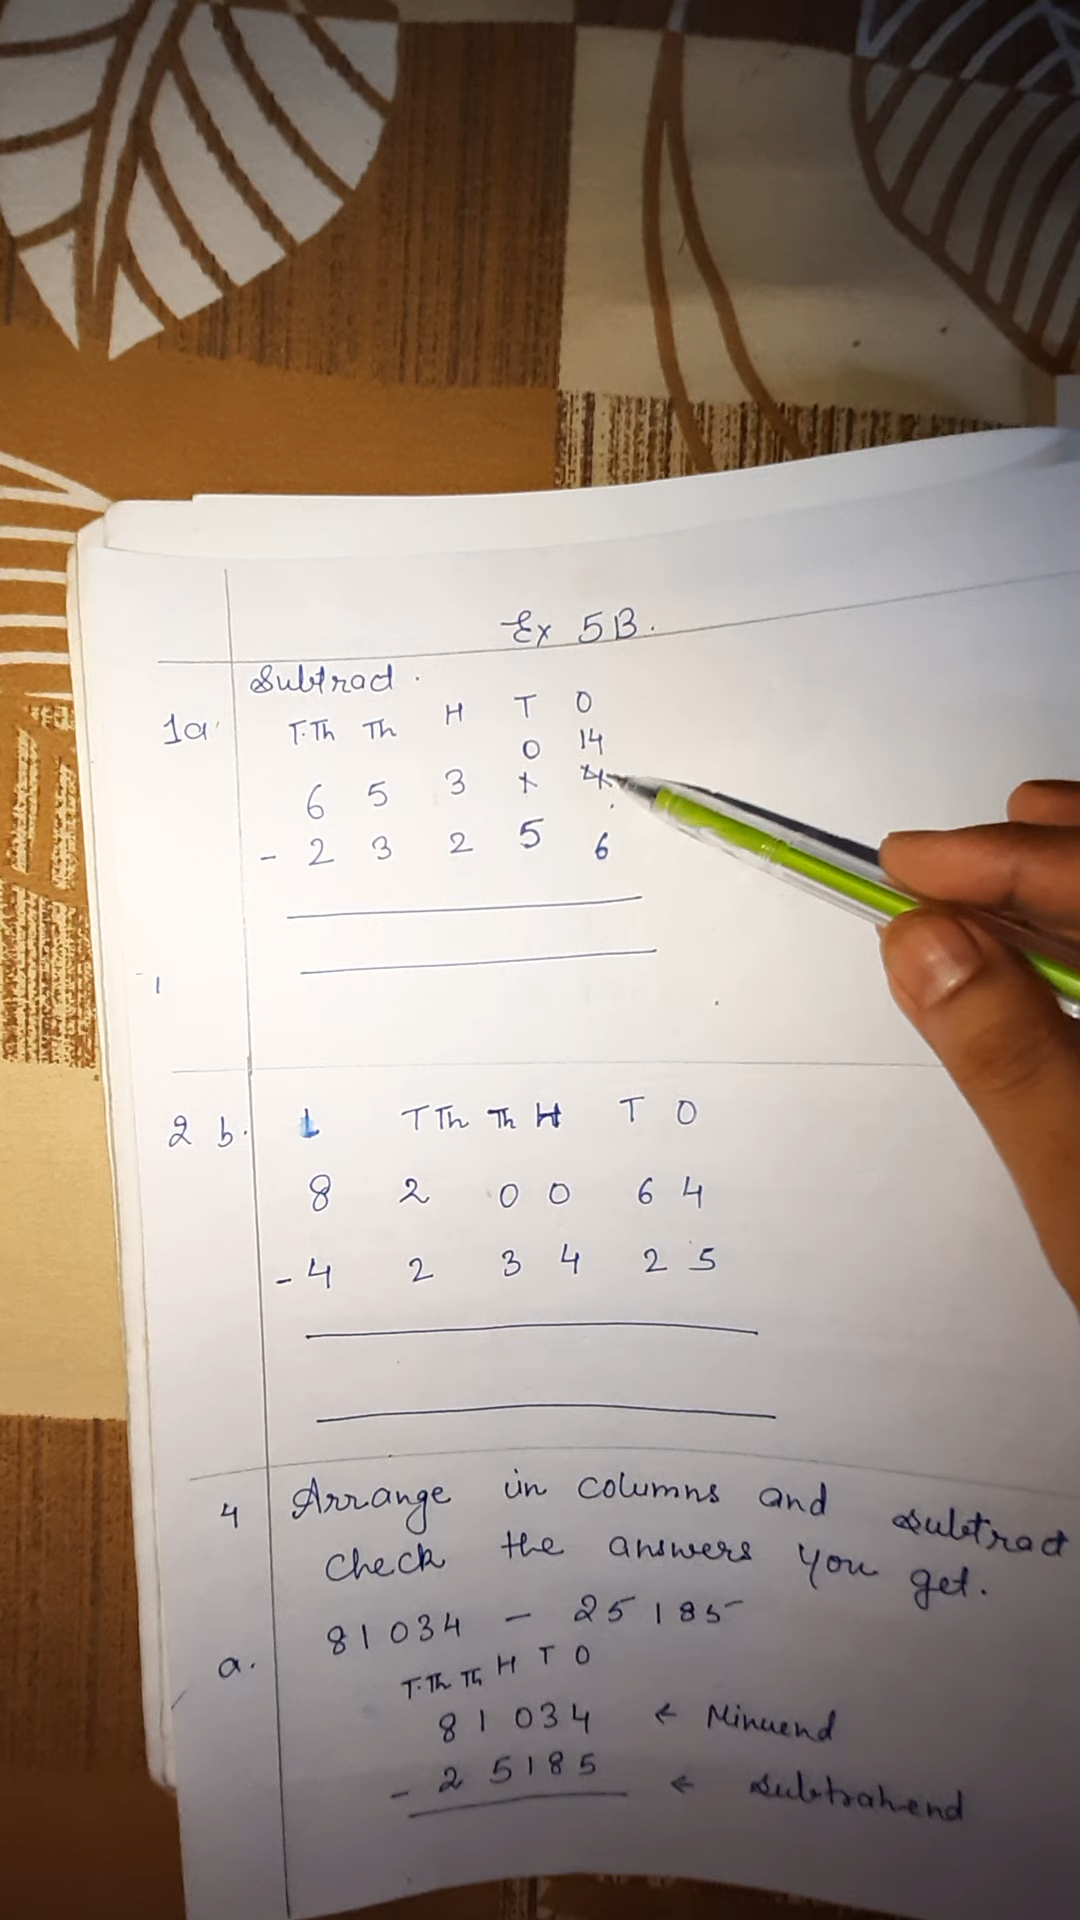 Ex 5B.
Subtract.
1a T.Th Th H T O
0 14
6 5 3 1 4
- 2 3 2 5 6
2 b. L T Th Th H T O
8 2 0 0 6 4
- 4 2 3 4 2 5
4 Arrange in columns and subtract
check the answers you get.
81034 - 25185
a. T.Th Th H T O
81034 ← Minuend
- 25185 ← Subtrahend